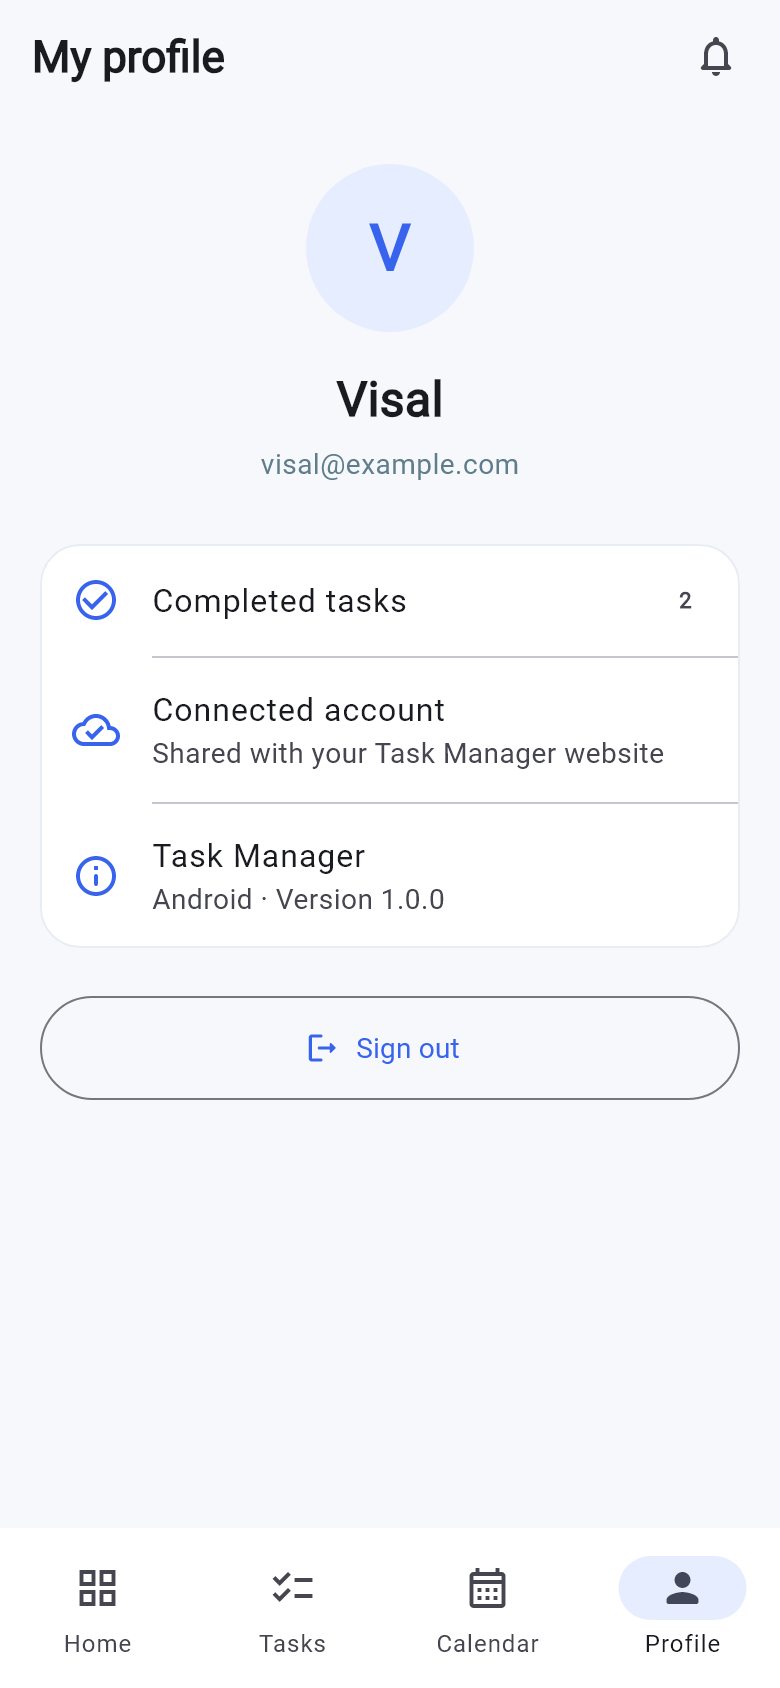 My profile
V
Visal
visal@example.com
Completed tasks 2
Connected account
Shared with your Task Manager website
Task Manager
Android · Version 1.0.0
Sign out
Home Tasks Calendar Profile